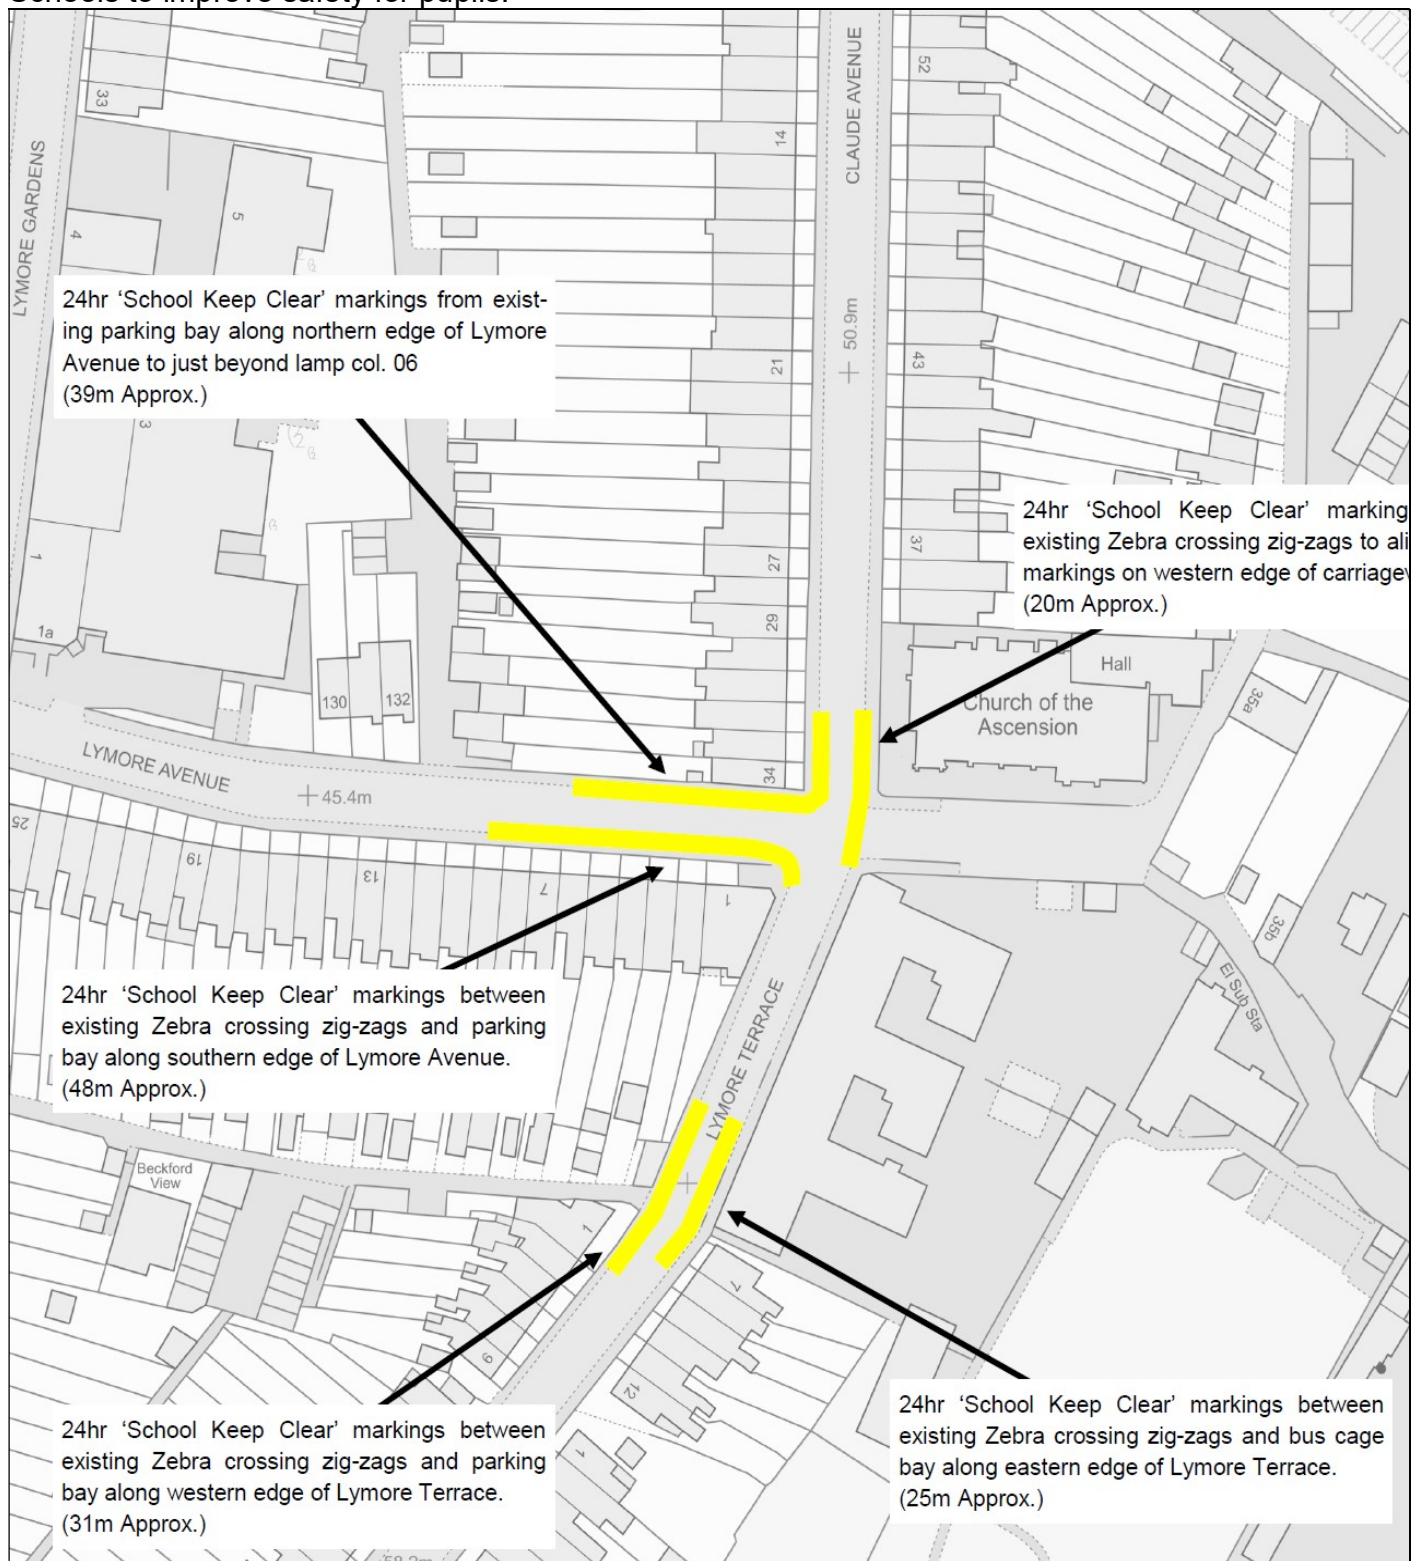 Schools to improve safety for pupils.
CLAUDE AVENUE
52
33
14
LYMORE GARDENS
5
4
24hr ‘School Keep Clear’ markings from exist-
ing parking bay along northern edge of Lymore
Avenue to just beyond lamp col. 06
(39m Approx.)
50.9m
21
43
3
24hr ‘School Keep Clear’ marking
existing Zebra crossing zig-zags to ali
markings on western edge of carriagew
(20m Approx.)
37
27
1
29
1a
Hall
130
132
Church of the
Ascension
35a
LYMORE AVENUE
34
45.4m
25
19
13
7
1
35b
El Sub Sta
24hr ‘School Keep Clear’ markings between
existing Zebra crossing zig-zags and parking
bay along southern edge of Lymore Avenue.
(48m Approx.)
LYMORE TERRACE
Beckford
View
1
7
9
12
1
24hr ‘School Keep Clear’ markings between
existing Zebra crossing zig-zags and parking
bay along western edge of Lymore Terrace.
(31m Approx.)
24hr ‘School Keep Clear’ markings between
existing Zebra crossing zig-zags and bus cage
bay along eastern edge of Lymore Terrace.
(25m Approx.)